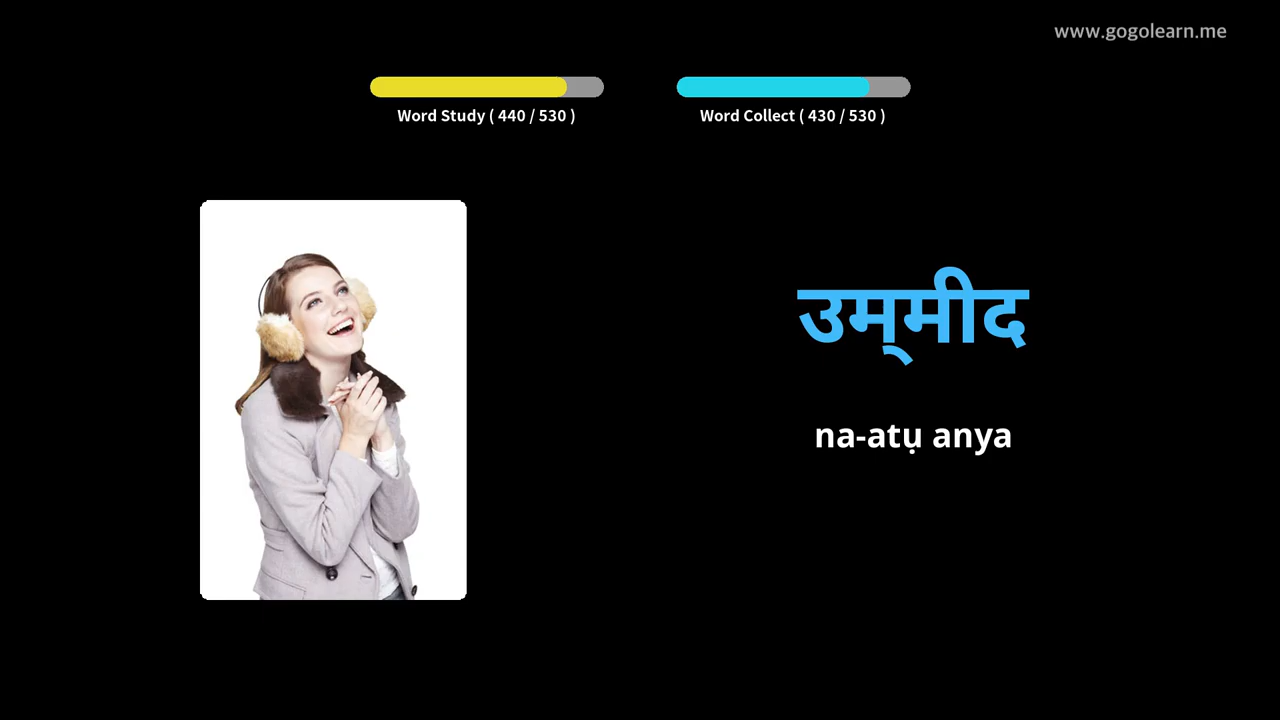 www.gogolearn.me
Word Study ( 440 / 530 )
Word Collect ( 430 / 530 )
उम्‌मीद
na-atụ anya